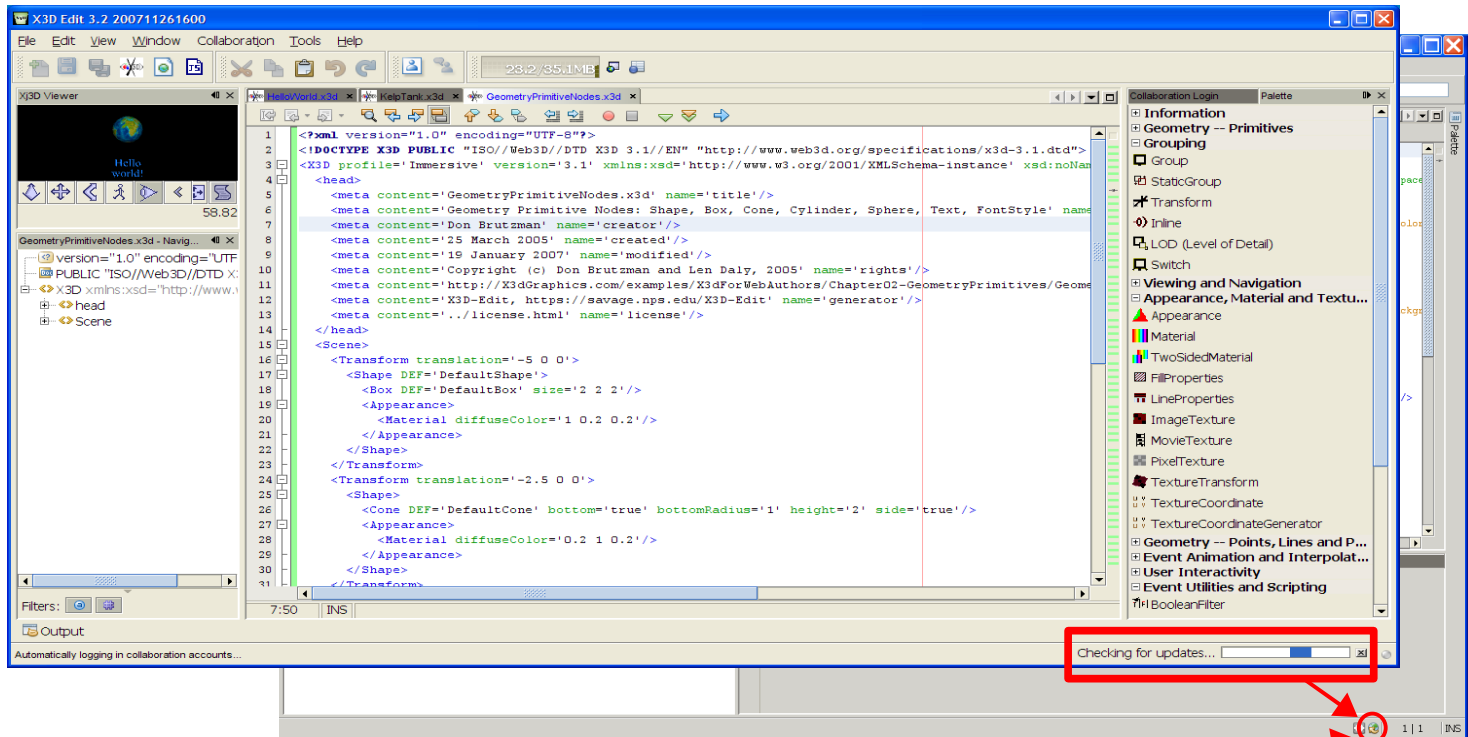 X3D Edit 3.2 200711261600
File Edit View Window Collaboration Tools Help
23.2/35.1MB
Xj3D Viewer
Hello
world!
58.82
GeometryPrimitiveNodes.x3d - Navig...
version="1.0" encoding="UTF
PUBLIC "ISO//Web3D//DTD X
X3D xmlns:xsd="http://www.
head
Scene
Filters:
HelloWorld.x3d KelpTank.x3d GeometryPrimitiveNodes.x3d
1 <?xml version="1.0" encoding="UTF-8"?>
2 <!DOCTYPE X3D PUBLIC "ISO//Web3D//DTD X3D 3.1//EN" "http://www.web3d.org/specifications/x3d-3.1.dtd">
3 <X3D profile='Immersive' version='3.1' xmlns:xsd='http://www.w3.org/2001/XMLSchema-instance' xsd:noNam
4 <head>
5 <meta content='GeometryPrimitiveNodes.x3d' name='title'/>
6 <meta content='Geometry Primitive Nodes: Shape, Box, Cone, Cylinder, Sphere, Text, FontStyle' name
7 <meta content='Don Brutzman' name='creator'/>
8 <meta content='25 March 2005' name='created'/>
9 <meta content='19 January 2007' name='modified'/>
10 <meta content='Copyright (c) Don Brutzman and Len Daly, 2005' name='rights'/>
11 <meta content='http://X3dGraphics.com/examples/X3dForWebAuthors/Chapter02-GeometryPrimitives/Geome
12 <meta content='X3D-Edit, https://savage.nps.edu/X3D-Edit' name='generator'/>
13 <meta content='../license.html' name='license'/>
14 </head>
15 <Scene>
16 <Transform translation='-5 0 0'>
17 <Shape DEF='DefaultShape'>
18 <Box DEF='DefaultBox' size='2 2 2'/>
19 <Appearance>
20 <Material diffuseColor='1 0.2 0.2'/>
21 </Appearance>
22 </Shape>
23 </Transform>
24 <Transform translation='-2.5 0 0'>
25 <Shape>
26 <Cone DEF='DefaultCone' bottom='true' bottomRadius='1' height='2' side='true'/>
27 <Appearance>
28 <Material diffuseColor='0.2 1 0.2'/>
29 </Appearance>
30 </Shape>
31 </Transform>
7:50 INS
Collaboration Login Palette
Information
Geometry -- Primitives
Grouping
Group
StaticGroup
Transform
Inline
LOD (Level of Detail)
Switch
Viewing and Navigation
Appearance, Material and Textu...
Appearance
Material
TwoSidedMaterial
FillProperties
LineProperties
ImageTexture
MovieTexture
PixelTexture
TextureTransform
TextureCoordinate
TextureCoordinateGenerator
Geometry -- Points, Lines and P...
Event Animation and Interpolat...
User Interactivity
Event Utilities and Scripting
BooleanFilter
Output
Automatically logging in collaboration accounts...
Checking for updates...
Palette
pace
olor
ckgr
/>
1 | 1 INS